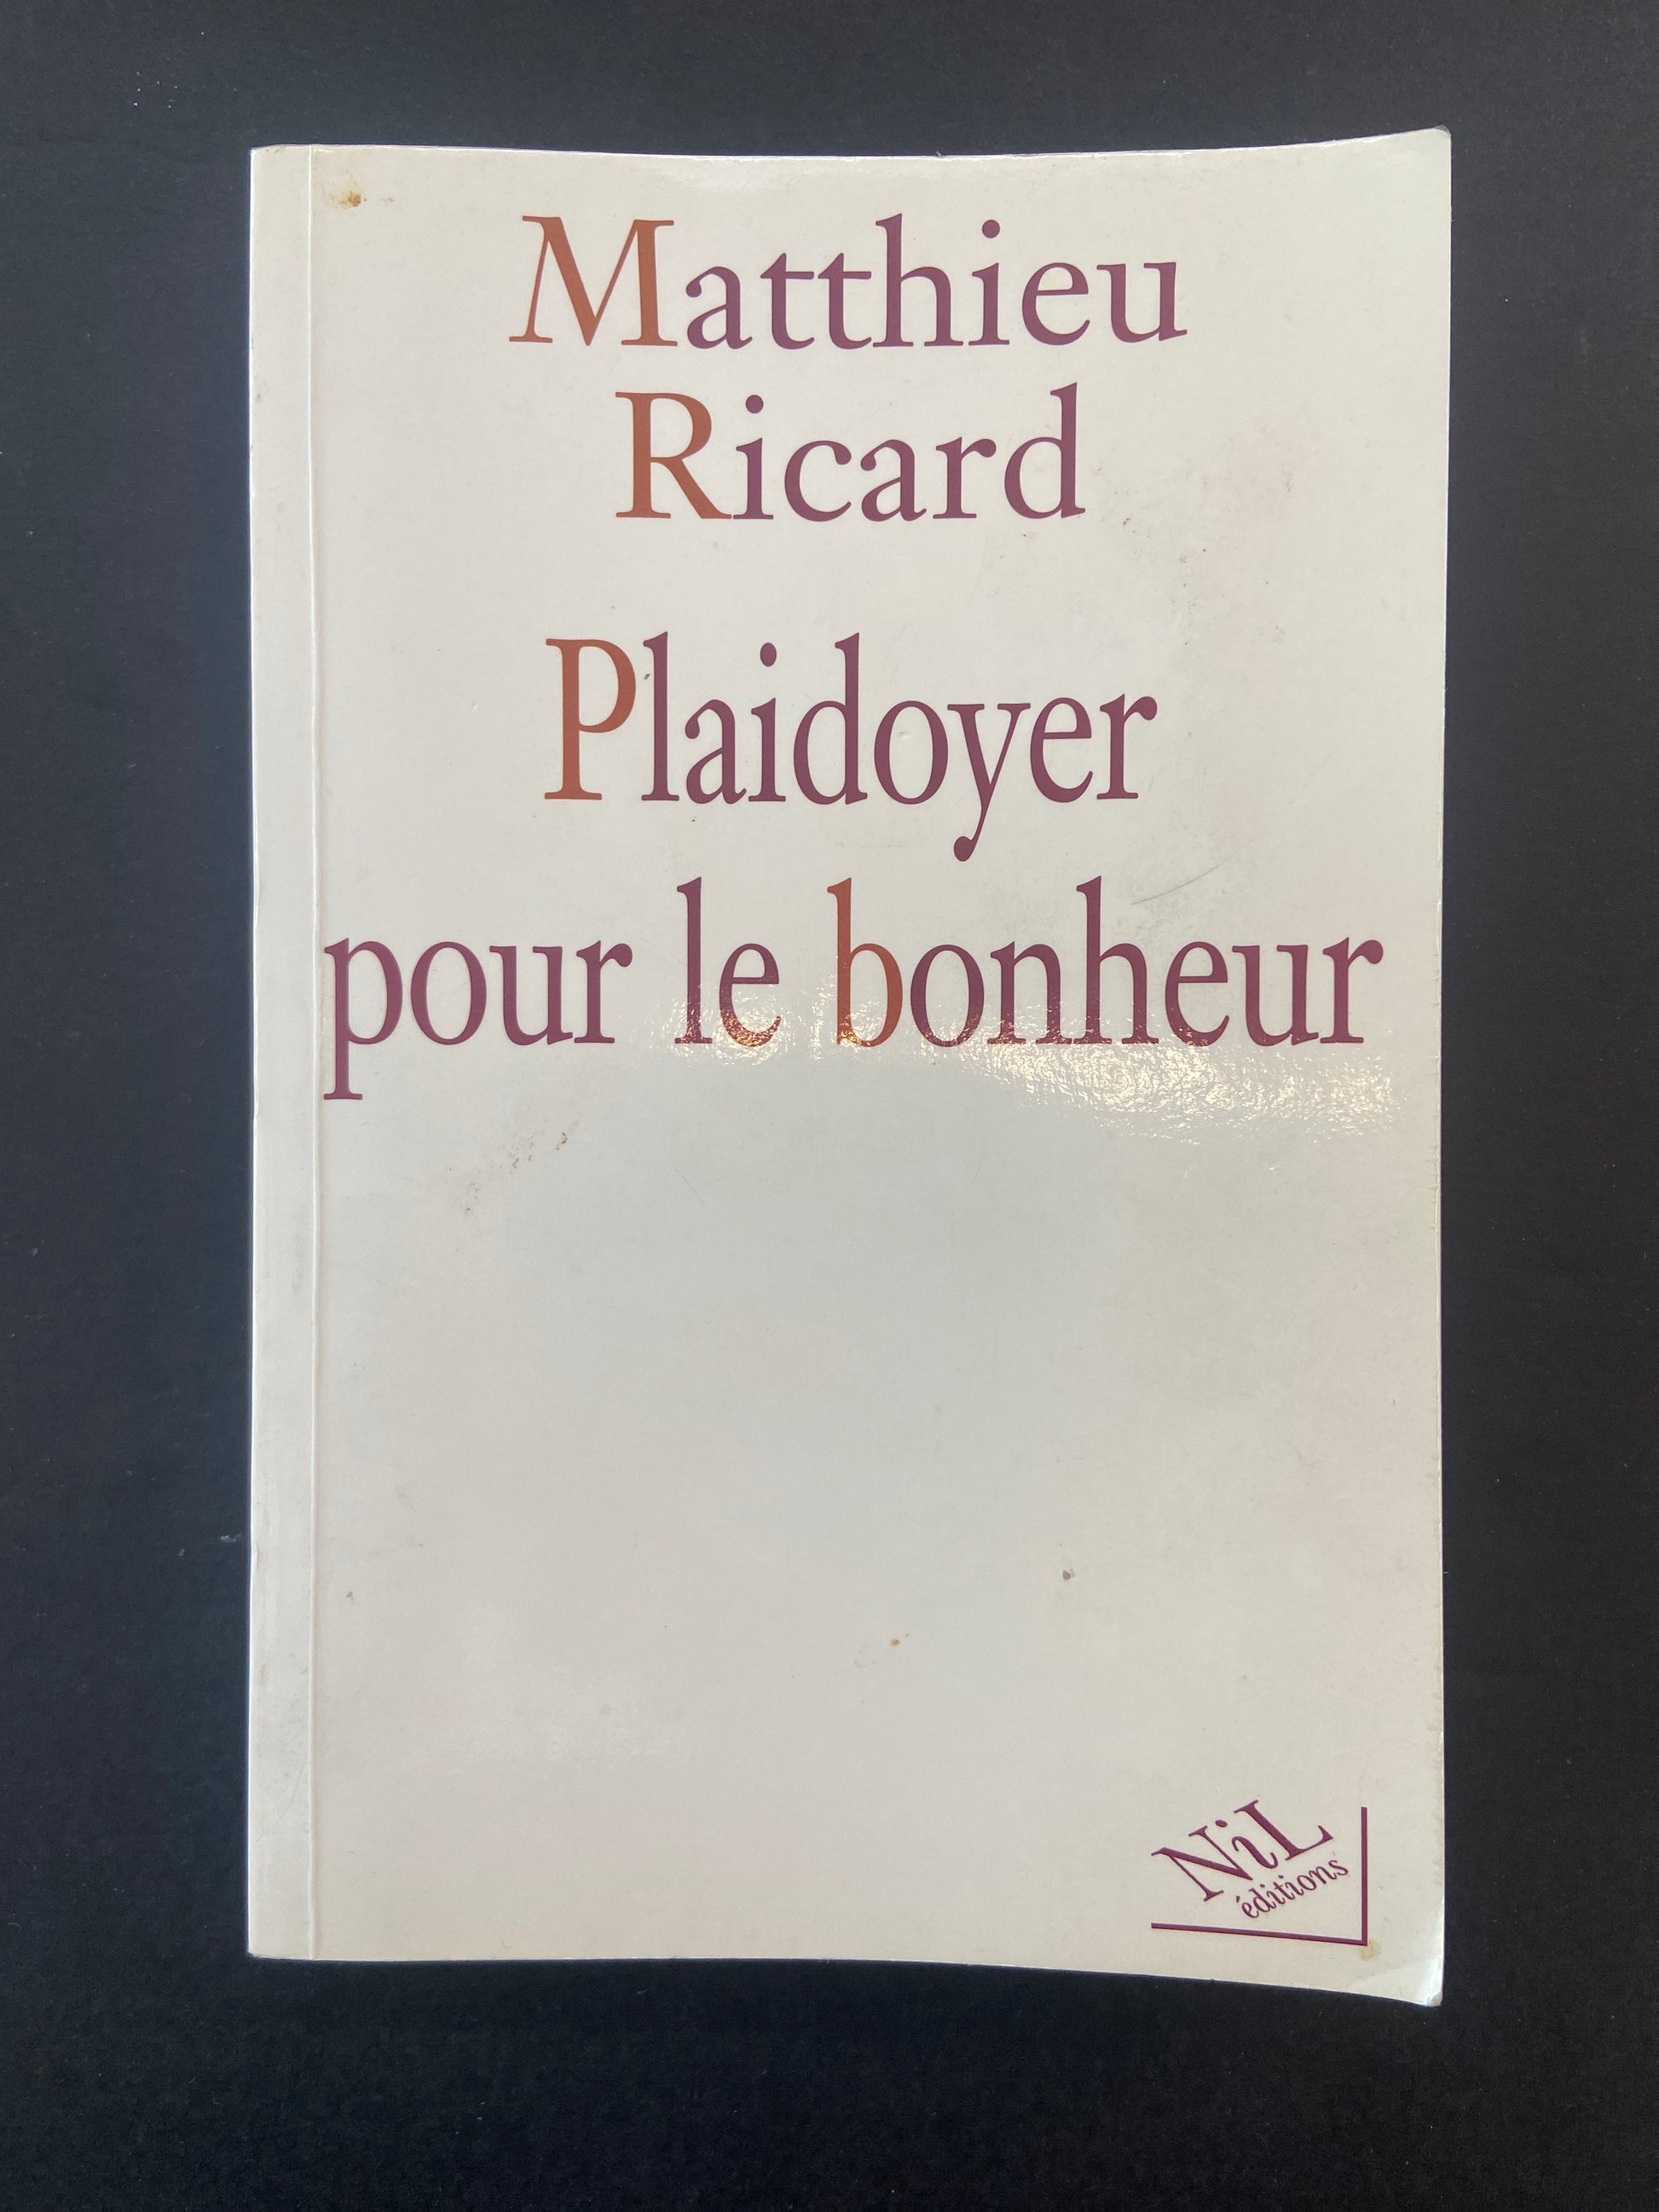 Matthieu
Ricard
Plaidoyer
pour le bonheur
NiL
éditions